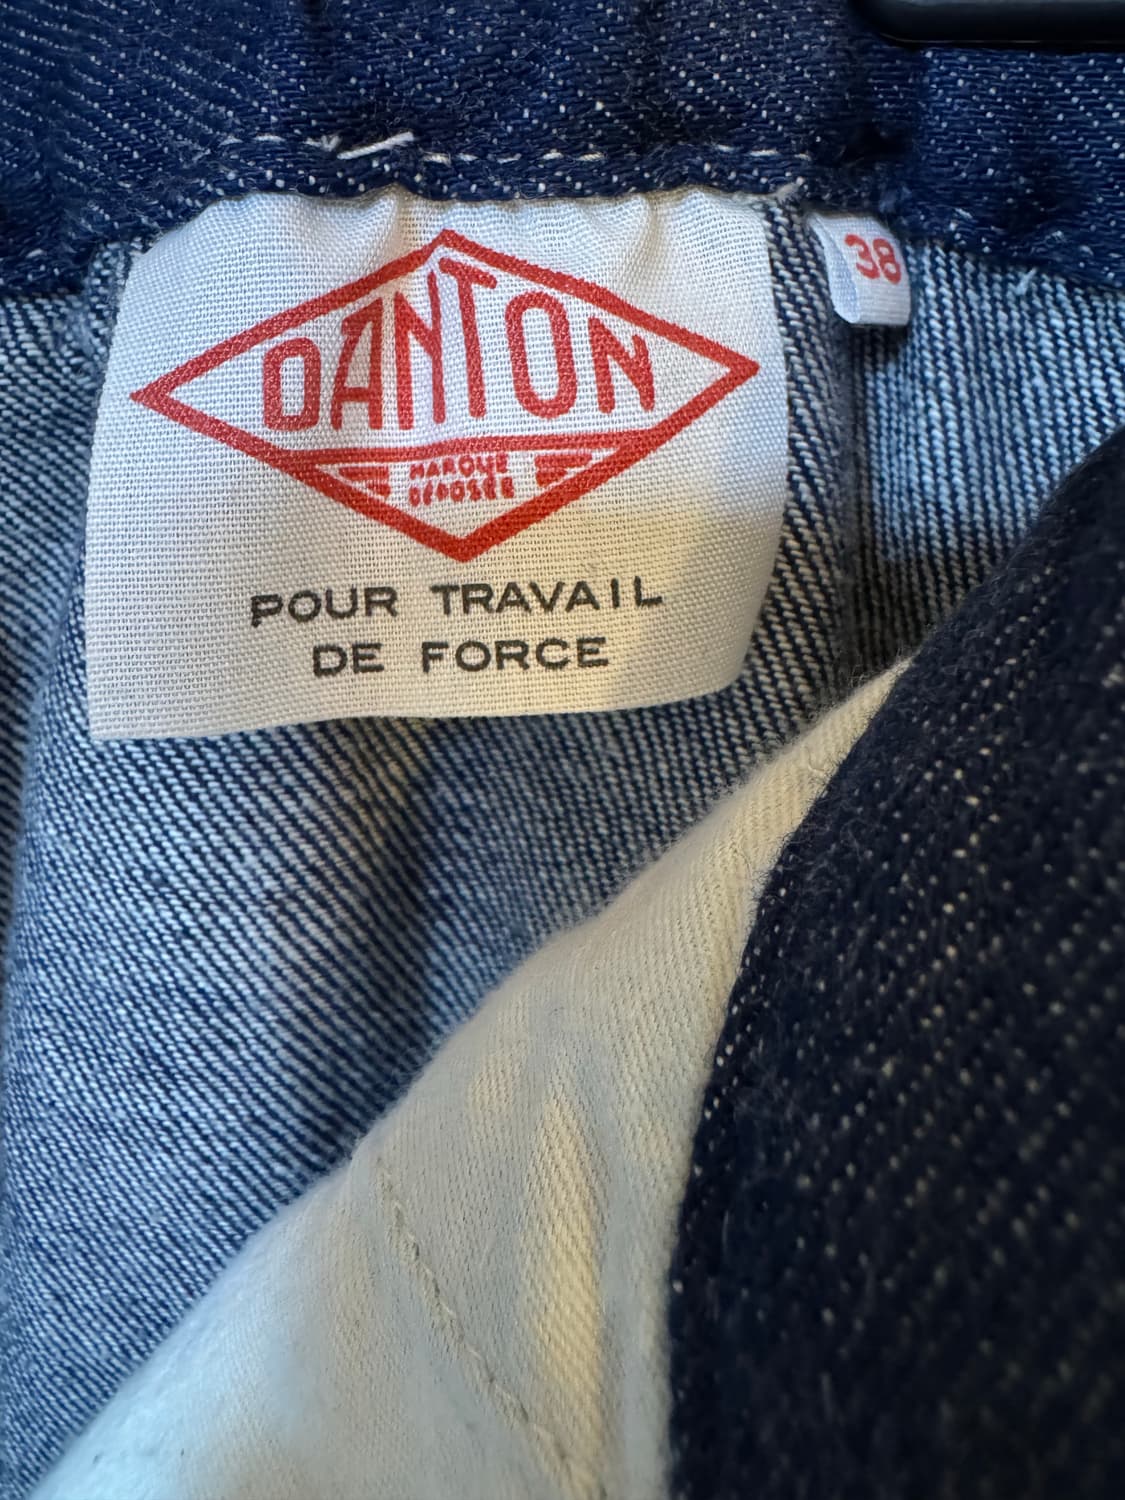 DANTON
38
MARQUE
DÉPOSÉE
POUR TRAVAIL
DE FORCE